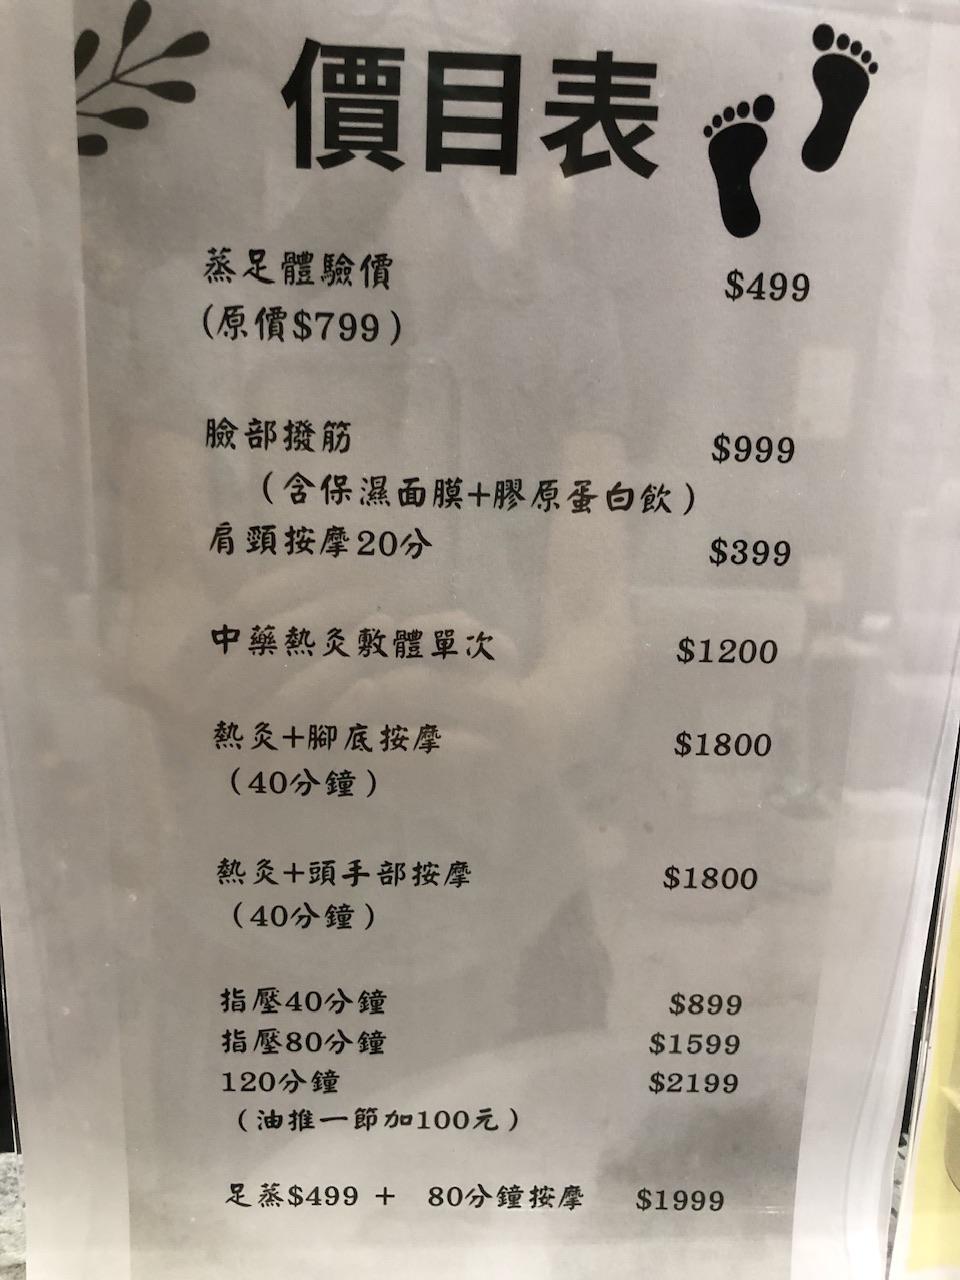 價目表
蒸足體驗價 $499
(原價$799)
臉部撥筋 $999
(含保濕面膜+膠原蛋白飲)
肩頸按摩20分 $399
中藥熱灸敷體單次 $1200
熱灸+腳底按摩 $1800
(40分鐘)
熱灸+頭手部按摩 $1800
(40分鐘)
指壓40分鐘 $899
指壓80分鐘 $1599
120分鐘 $2199
(油推一節加100元)
足蒸$499 + 80分鐘按摩 $1999